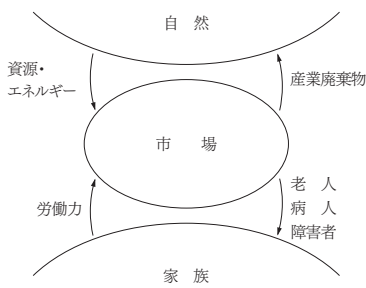 自　然
資源・
エネルギー
産業廃棄物
市　　場
労働力
老　人
病　人
障害者
家　族